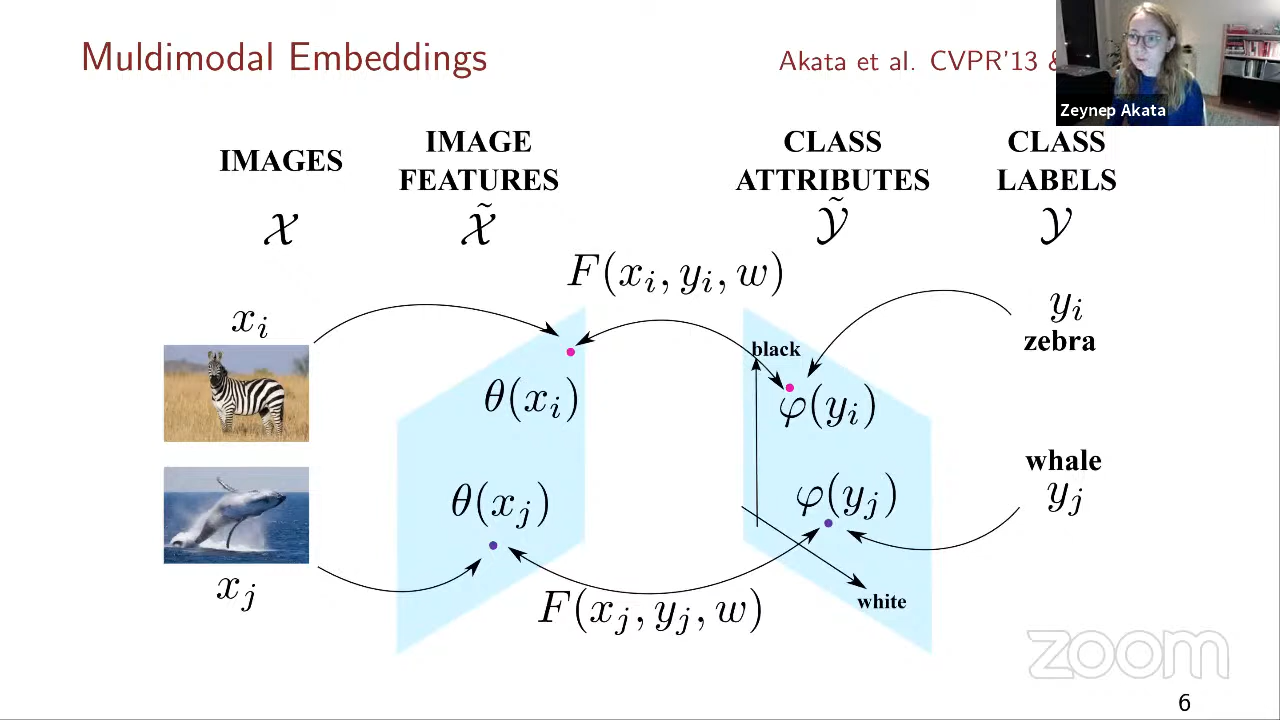 Muldimodal Embeddings
Akata et al. CVPR'13 &
Zeynep Akata
IMAGES
IMAGE
FEATURES
CLASS
ATTRIBUTES
CLASS
LABELS
𝒳
𝒳̃
𝒴̃
𝒴
F(xᵢ, yᵢ, w)
xᵢ
yᵢ
zebra
black
θ(xᵢ)
φ(yᵢ)
whale
yⱼ
θ(xⱼ)
φ(yⱼ)
xⱼ
F(xⱼ, yⱼ, w)
white
zoom
6